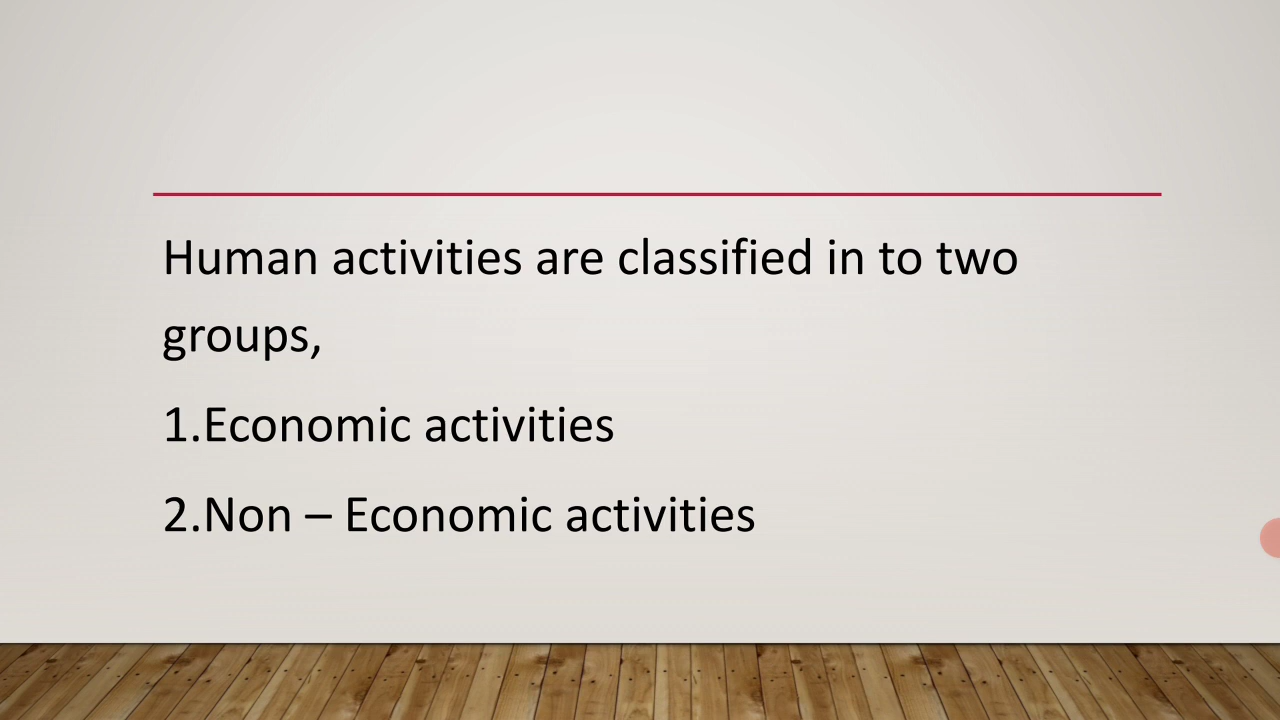 Human activities are classified in to two
groups,
1.Economic activities
2.Non – Economic activities